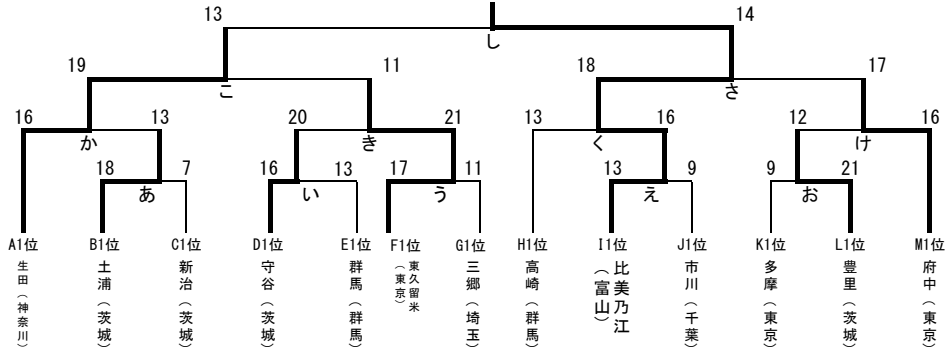 13 14
し
19 11 18 17
こ さ
16 13 20 21 13 16 12 16
か き く け
18 7 16 13 17 11 13 9 9 21
あ い う え お
A1位 B1位 C1位 D1位 E1位 F1位 G1位 H1位 I1位 J1位 K1位 L1位 M1位
生田(神奈川)
土浦(茨城)
新治(茨城)
守谷(茨城)
群馬(群馬)
東久留米
(東京)
三郷(埼玉)
高崎(群馬)
比美乃江
(富山)
市川(千葉)
多摩(東京)
豊里(茨城)
府中(東京)